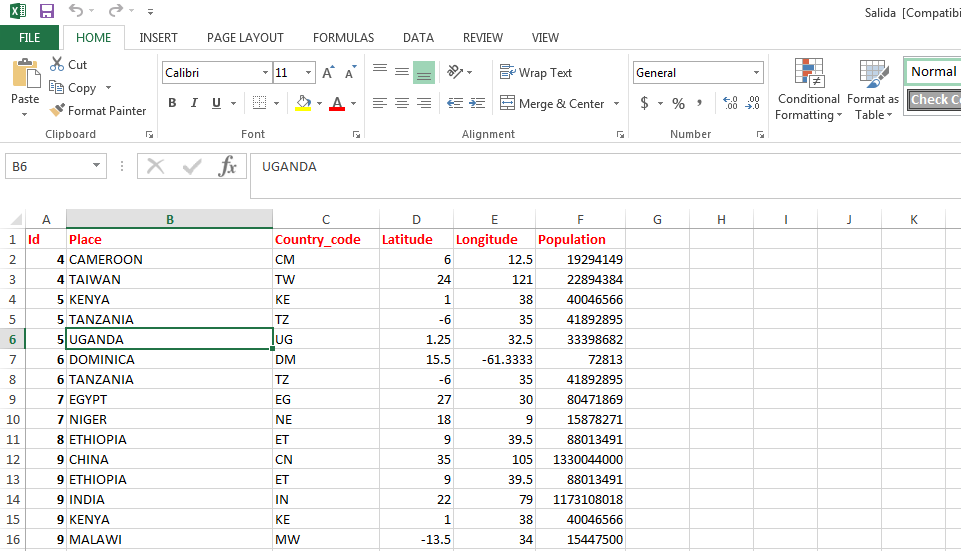 Salida [Compatibi
FILE HOME INSERT PAGE LAYOUT FORMULAS DATA REVIEW VIEW
Paste
Cut
Copy
Format Painter
Clipboard
Calibri 11
A A
B I U A
Font
Wrap Text
Merge & Center
Alignment
General
$ % , .0 .00 .00 .0
Number
Conditional Formatting
Format as Table
Normal
Check C
B6 fx UGANDA
A B C D E F G H I J K
1 Id Place Country_code Latitude Longitude Population
2 4 CAMEROON CM 6 12.5 19294149
3 4 TAIWAN TW 24 121 22894384
4 5 KENYA KE 1 38 40046566
5 5 TANZANIA TZ -6 35 41892895
6 5 UGANDA UG 1.25 32.5 33398682
7 6 DOMINICA DM 15.5 -61.3333 72813
8 6 TANZANIA TZ -6 35 41892895
9 7 EGYPT EG 27 30 80471869
10 7 NIGER NE 18 9 15878271
11 8 ETHIOPIA ET 9 39.5 88013491
12 9 CHINA CN 35 105 1330044000
13 9 ETHIOPIA ET 9 39.5 88013491
14 9 INDIA IN 22 79 1173108018
15 9 KENYA KE 1 38 40046566
16 9 MALAWI MW -13.5 34 15447500